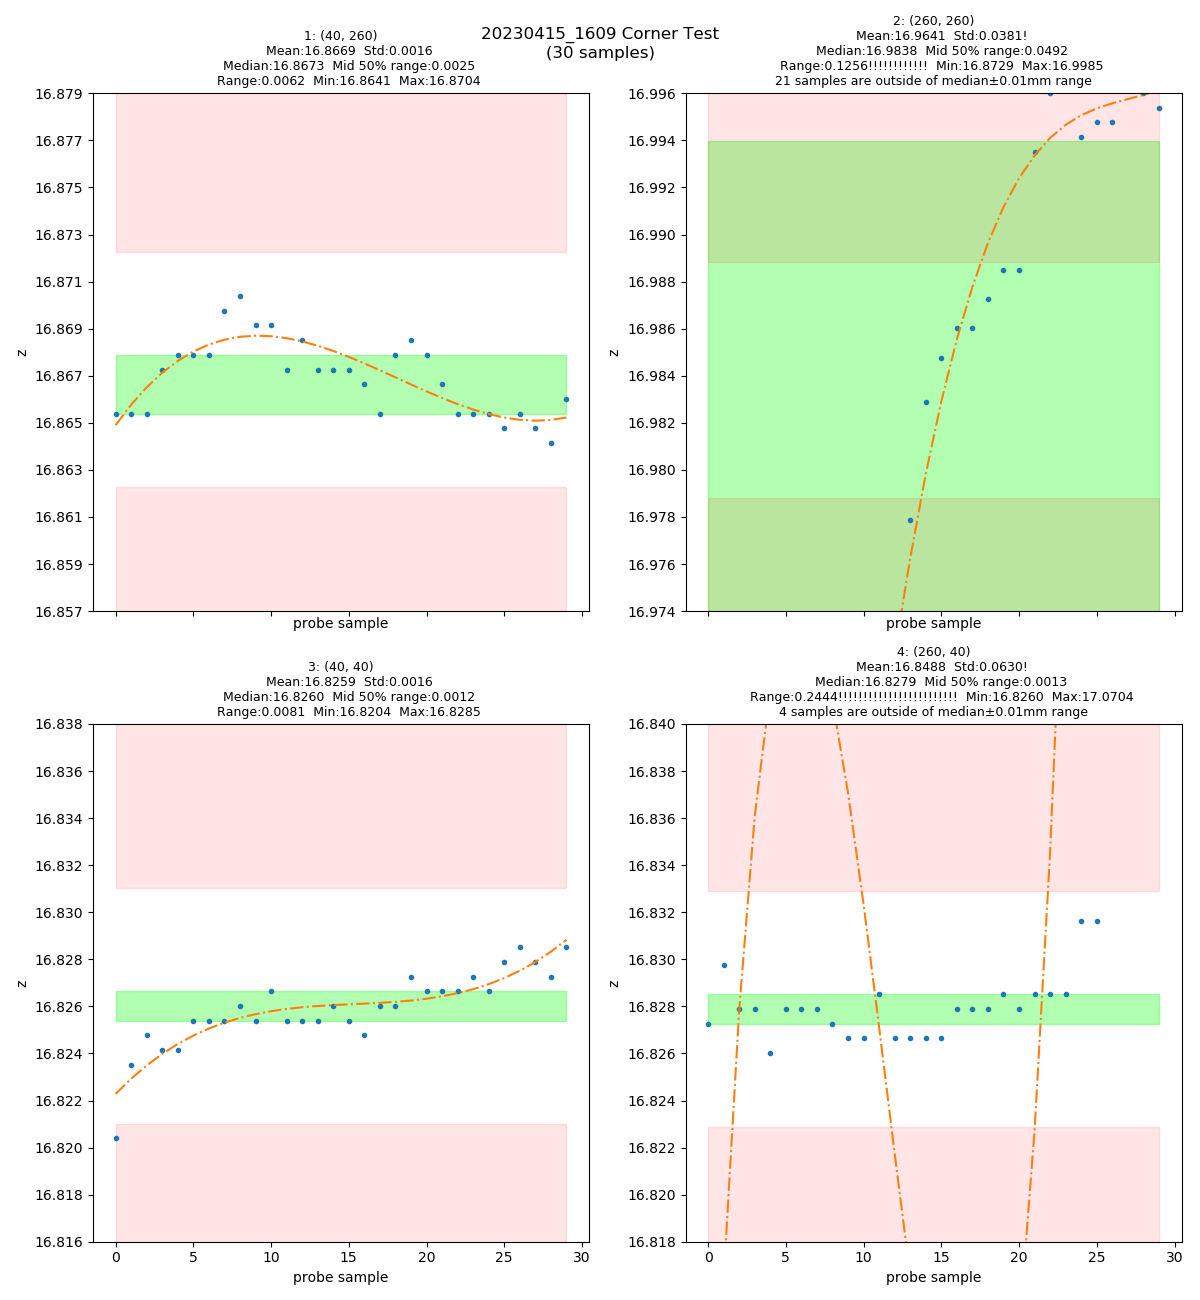 20230415_1609 Corner Test
(30 samples)
1: (40, 260)
Mean:16.8669 Std:0.0016
Median:16.8673 Mid 50% range:0.0025
Range:0.0062 Min:16.8641 Max:16.8704
16.879
16.877
16.875
16.873
16.871
16.869
16.867
16.865
16.863
16.861
16.859
16.857
z
probe sample
2: (260, 260)
Mean:16.9641 Std:0.0381!
Median:16.9838 Mid 50% range:0.0492
Range:0.1256!!!!!!!!!!!! Min:16.8729 Max:16.9985
21 samples are outside of median±0.01mm range
16.996
16.994
16.992
16.990
16.988
16.986
16.984
16.982
16.980
16.978
16.976
16.974
z
probe sample
3: (40, 40)
Mean:16.8259 Std:0.0016
Median:16.8260 Mid 50% range:0.0012
Range:0.0081 Min:16.8204 Max:16.8285
16.838
16.836
16.834
16.832
16.830
16.828
16.826
16.824
16.822
16.820
16.818
16.816
z
0 5 10 15 20 25 30
probe sample
4: (260, 40)
Mean:16.8488 Std:0.0630!
Median:16.8279 Mid 50% range:0.0013
Range:0.2444!!!!!!!!!!!!!!!!!!!!!!!! Min:16.8260 Max:17.0704
4 samples are outside of median±0.01mm range
16.840
16.838
16.836
16.834
16.832
16.830
16.828
16.826
16.824
16.822
16.820
16.818
z
0 5 10 15 20 25 30
probe sample